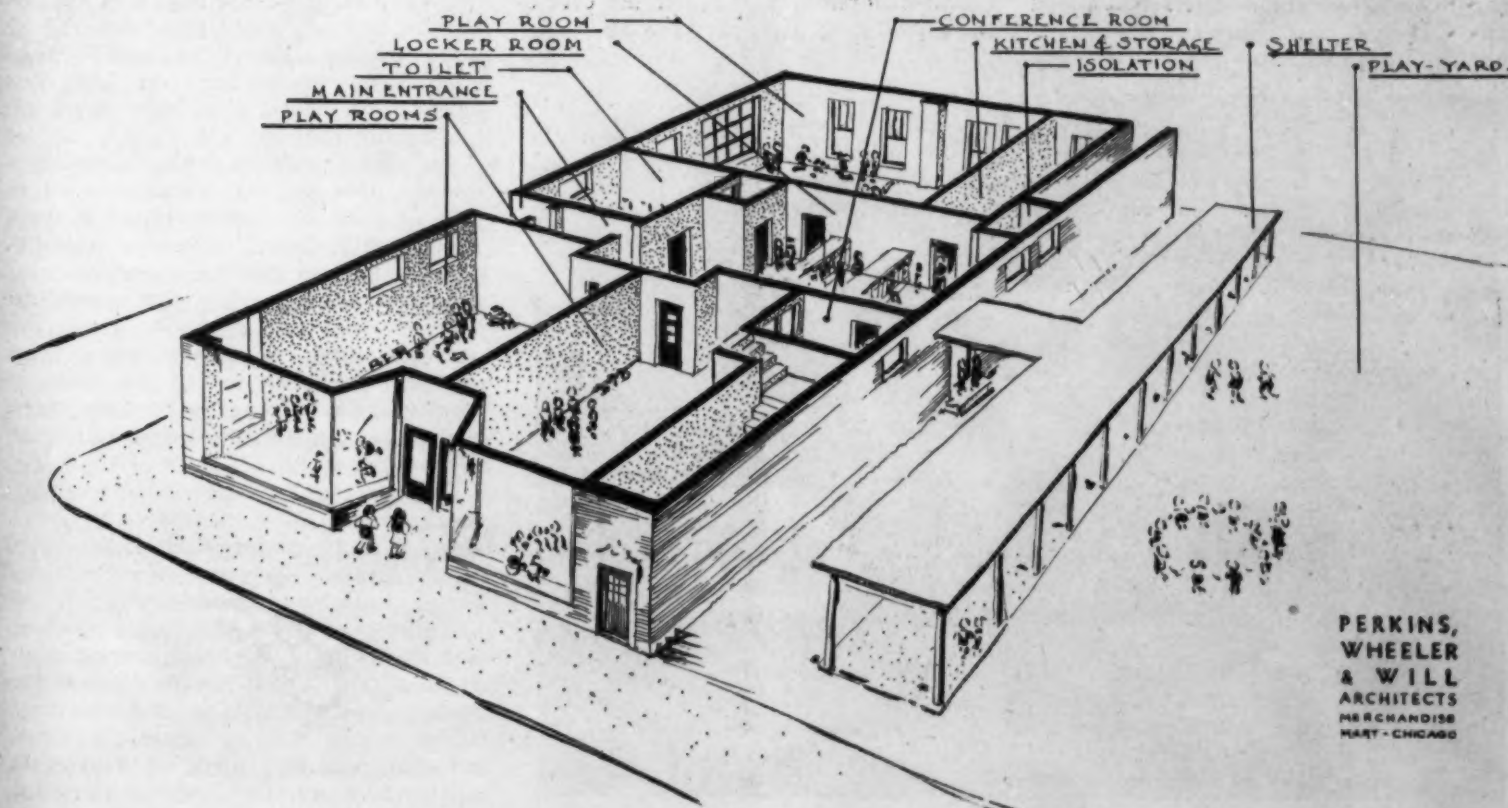 PLAY ROOM
LOCKER ROOM
TOILET
MAIN ENTRANCE
PLAY ROOMS
CONFERENCE ROOM
KITCHEN & STORAGE
ISOLATION
SHELTER
PLAY-YARD.
PERKINS,
WHEELER
& WILL
ARCHITECTS
MERCHANDISE
MART-CHICAGO